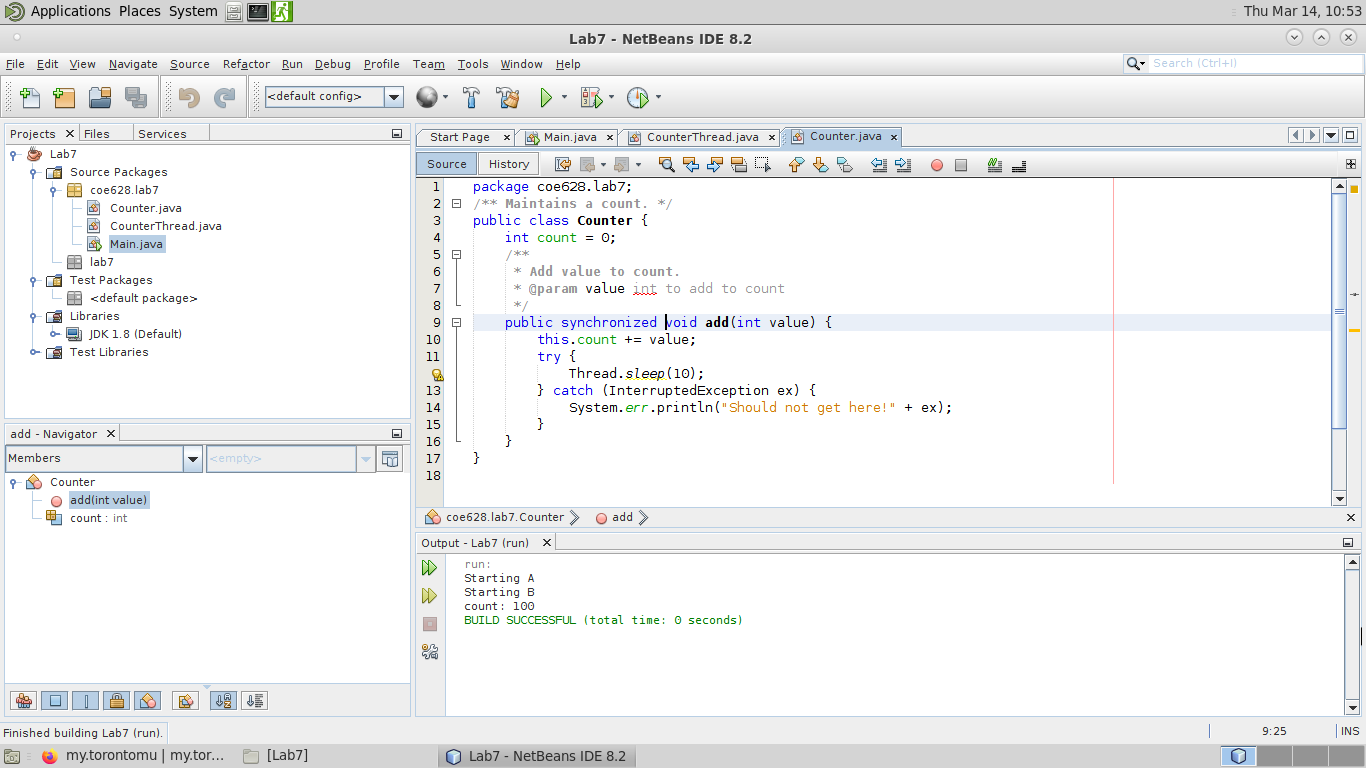 Applications Places System
Thu Mar 14, 10:53
Lab7 - NetBeans IDE 8.2
File Edit View Navigate Source Refactor Run Debug Profile Team Tools Window Help
Search (Ctrl+I)
<default config>
Projects Files Services
Lab7
Source Packages
coe628.lab7
Counter.java
CounterThread.java
Main.java
lab7
Test Packages
<default package>
Libraries
JDK 1.8 (Default)
Test Libraries
add - Navigator
Members
<empty>
Counter
add(int value)
count : int
Start Page Main.java CounterThread.java Counter.java
Source History
1 package coe628.lab7;
2 /** Maintains a count. */
3 public class Counter {
4 int count = 0;
5 /**
6 * Add value to count.
7 * @param value int to add to count
8 */
9 public synchronized void add(int value) {
10 this.count += value;
11 try {
Thread.sleep(10);
13 } catch (InterruptedException ex) {
14 System.err.println("Should not get here!" + ex);
15 }
16 }
17 }
18
coe628.lab7.Counter add
Output - Lab7 (run)
run:
Starting A
Starting B
count: 100
BUILD SUCCESSFUL (total time: 0 seconds)
Finished building Lab7 (run).
9:25 INS
my.torontomu | my.tor... [Lab7] Lab7 - NetBeans IDE 8.2